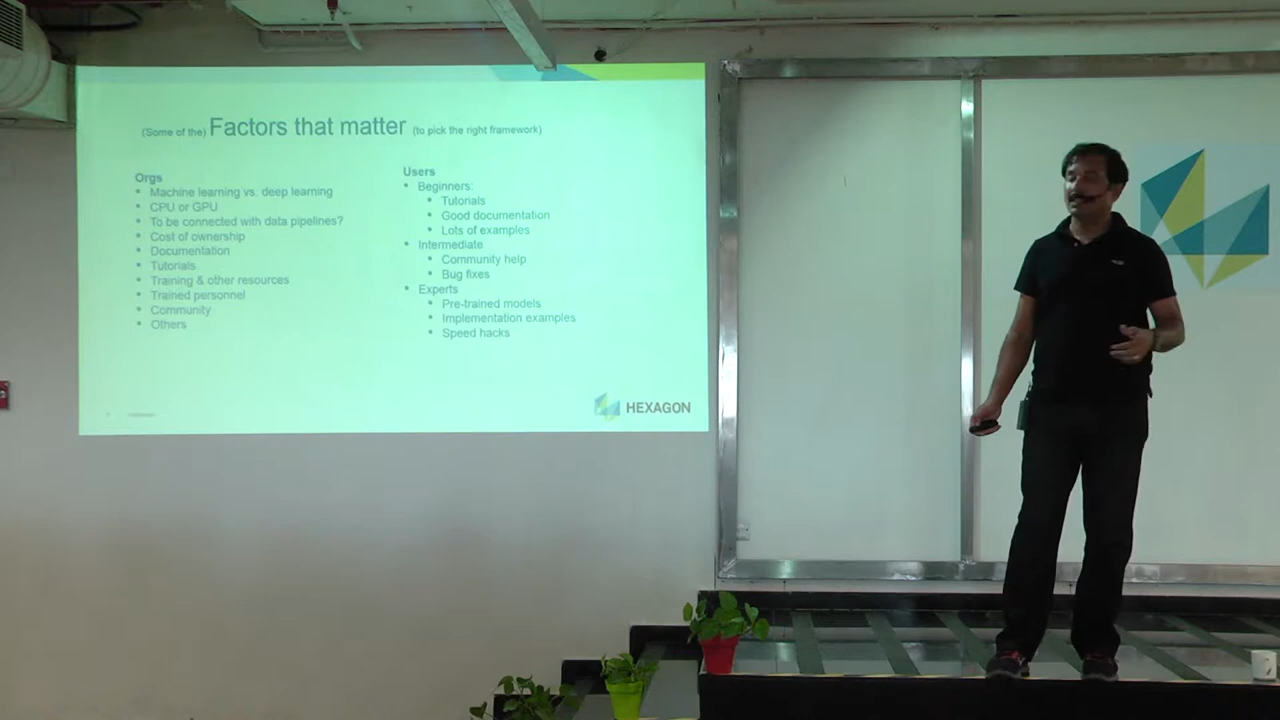 (Some of the) Factors that matter (to pick the right framework)
Orgs
Machine learning vs. deep learning
CPU or GPU
To be connected with data pipelines?
Cost of ownership
Documentation
Tutorials
Training & other resources
Trained personnel
Community
Others
Users
Beginners:
Tutorials
Good documentation
Lots of examples
Intermediate
Community help
Bug fixes
Experts
Pre-trained models
Implementation examples
Speed hacks
HEXAGON